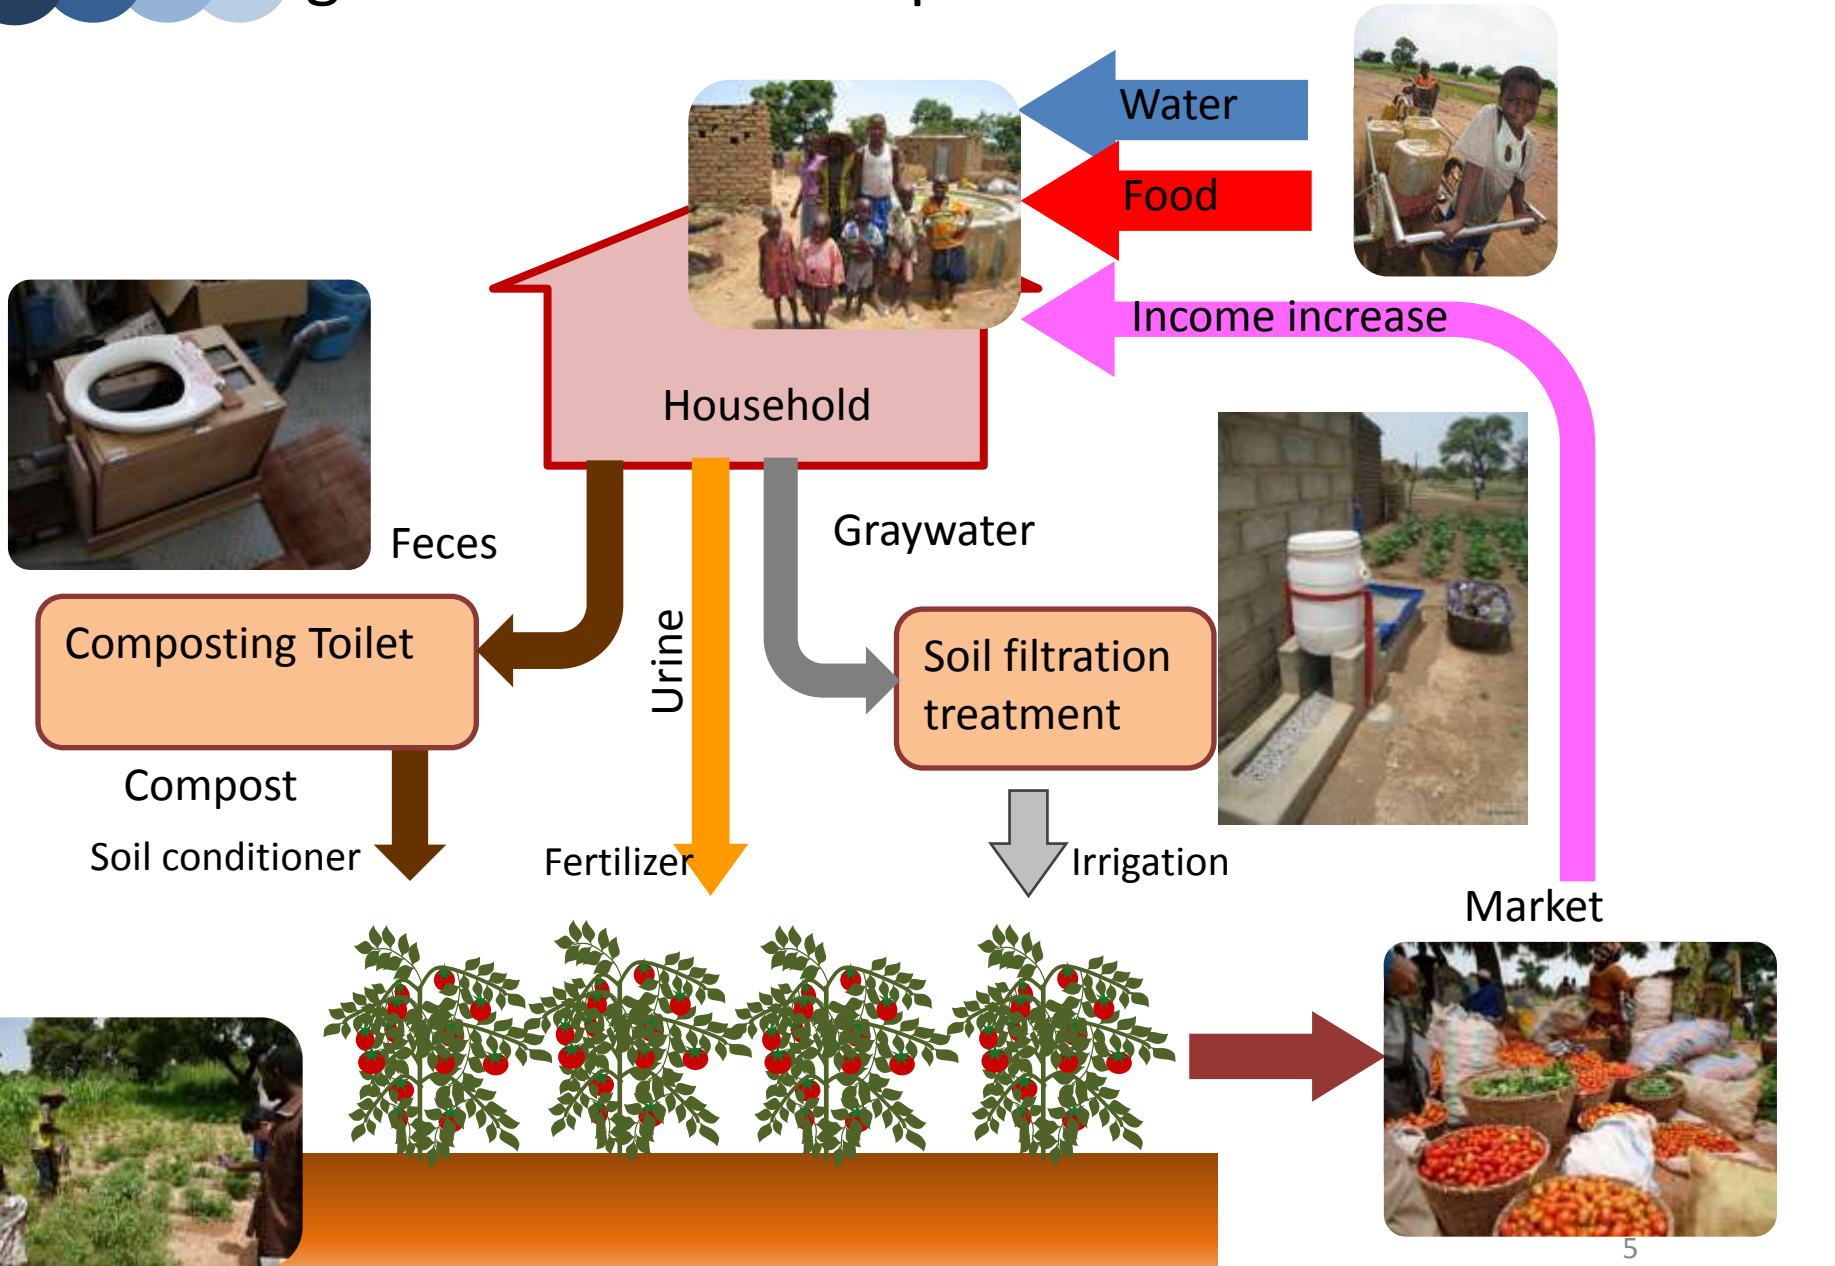 Water
Food
Income increase
Household
Feces
Graywater
Urine
Composting Toilet
Soil filtration
treatment
Compost
Soil conditioner
Fertilizer
Irrigation
Market
5